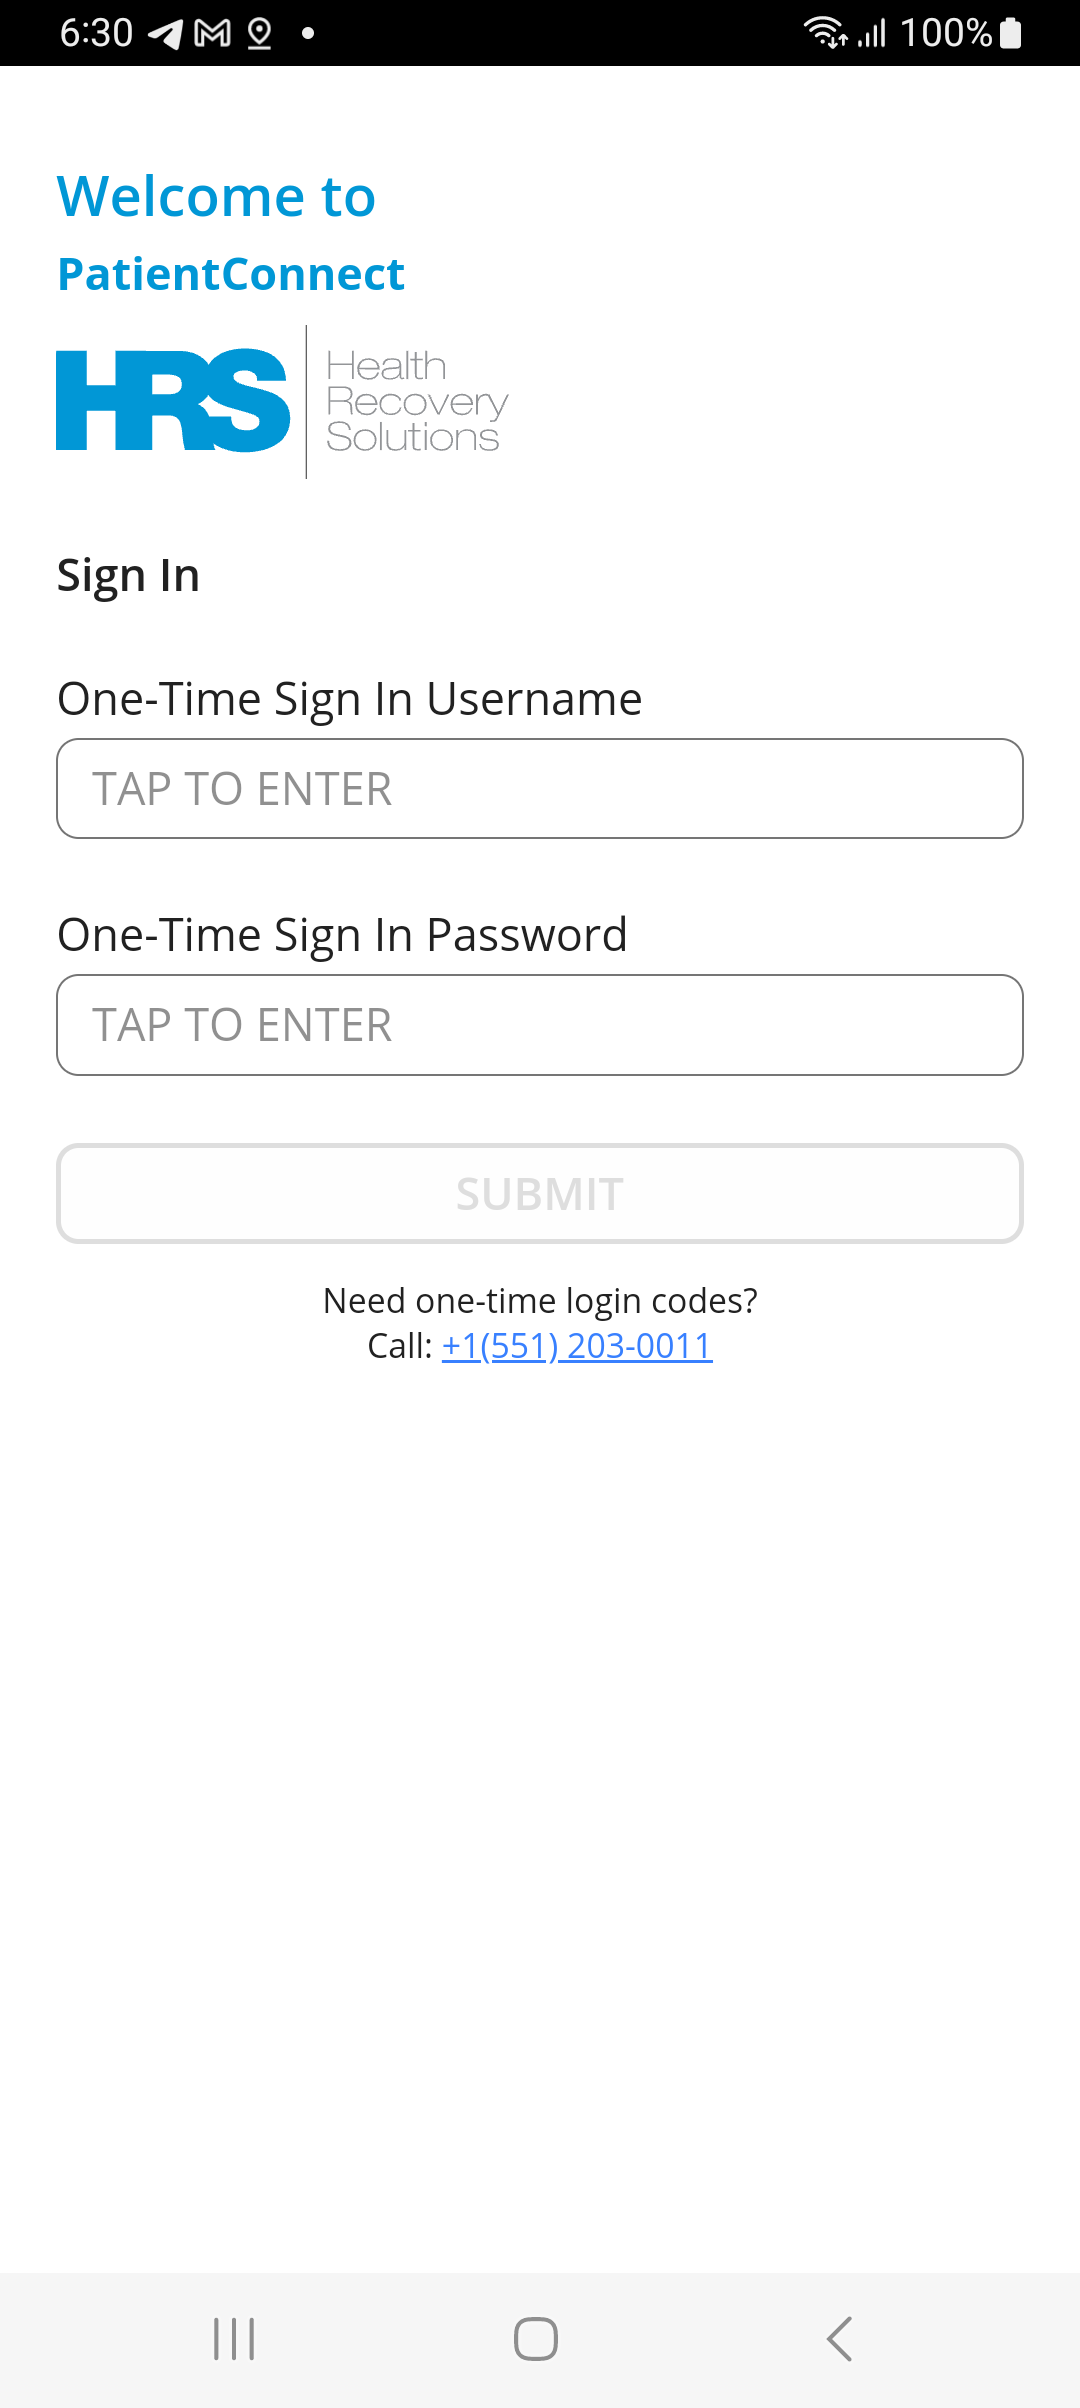 6:30
100%
Welcome to
PatientConnect
HRS
Health
Recovery
Solutions
Sign In
One-Time Sign In Username
TAP TO ENTER
One-Time Sign In Password
TAP TO ENTER
SUBMIT
Need one-time login codes?
Call: +1(551) 203-0011